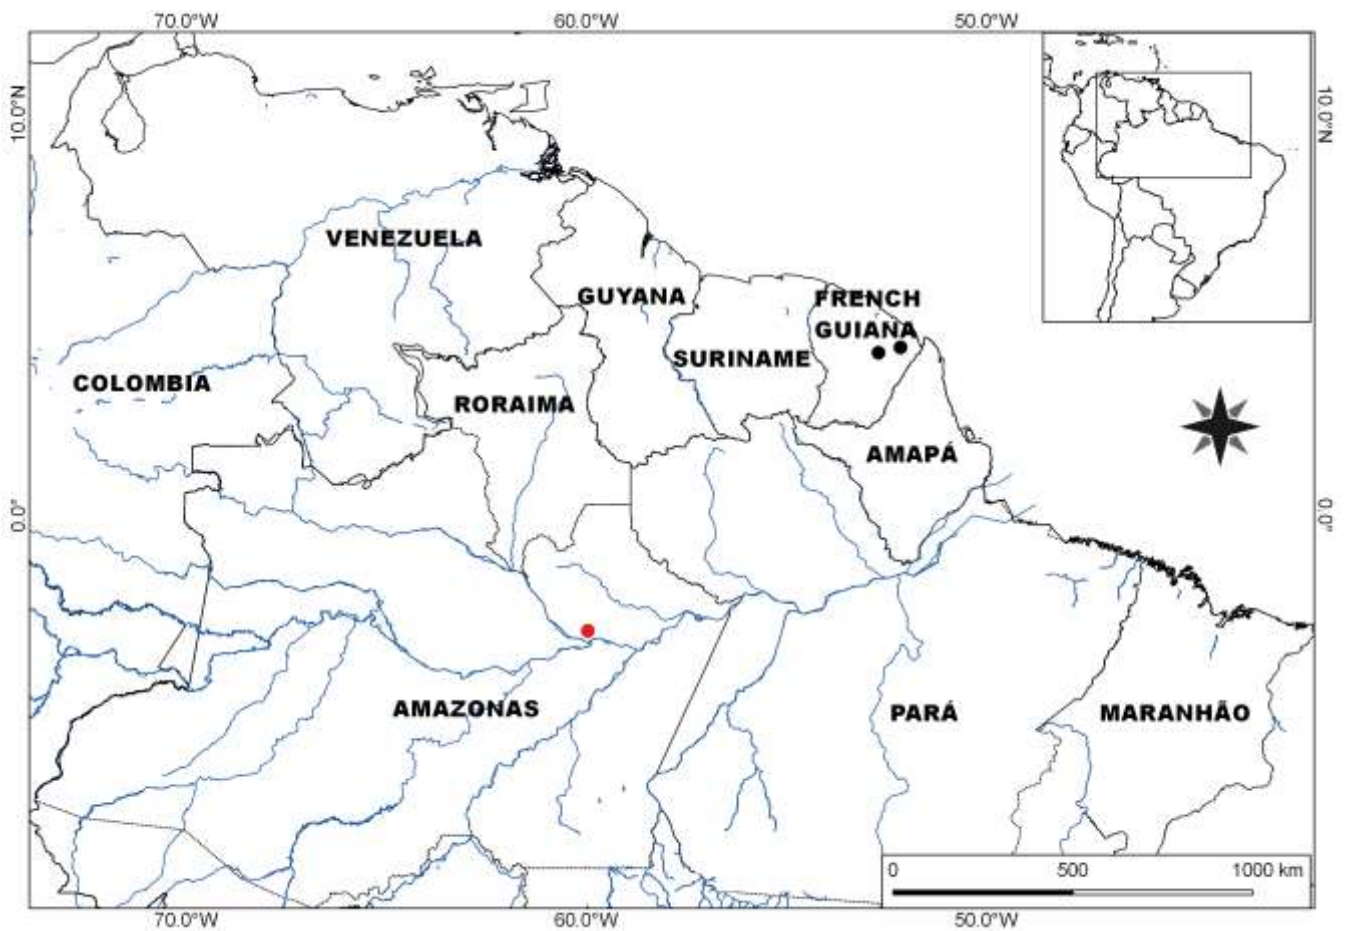 70.0°W 60.0°W 50.0°W
10.0°N
10.0°N
VENEZUELA
GUYANA
FRENCH
GUIANA
SURINAME
COLOMBIA
RORAIMA
AMAPÁ
0.0°
0.0°
AMAZONAS
PARÁ
MARANHÃO
0 500 1000 km
70.0°W 60.0°W 50.0°W